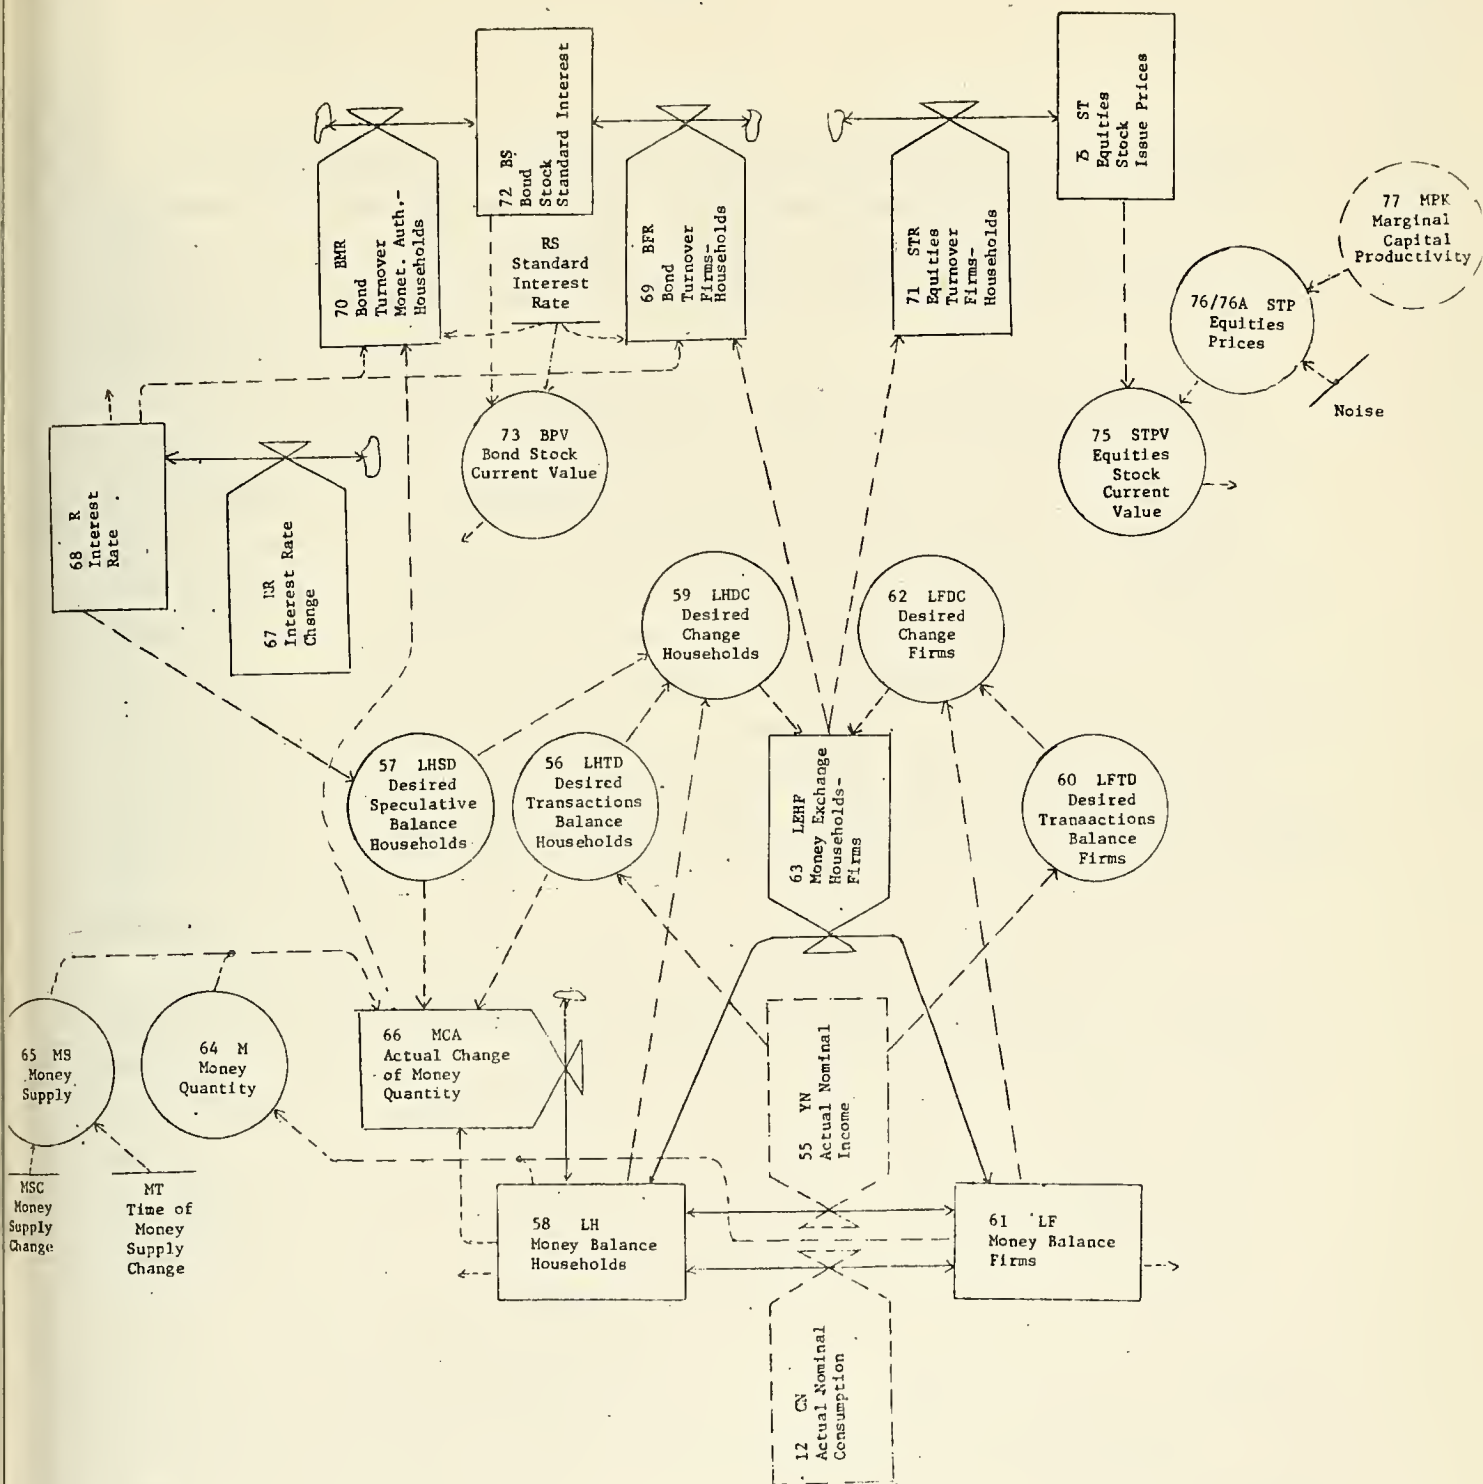 70 BMR
Bond
Turnover
Monet. Auth.-
Households
72 BS
Boud
Stock
Standard Interest
RS
Standard
Interest
Rate
69 BFR
Bond
Turnover
Firms-
Households
71 STR
Equities
Turnover
Firms-
Households
ST
Equities
Stock
Issue Prices
77 MPK
Marginal
Capital
Productivity
76/76A STP
Equities
Prices
Noise
68 R
Interest
Rate
67
Interest Rate
Change
73 BPV
Bond Stock
Current Value
75 STPV
Equities
Stock
Current
Value
59 LHDC
Desired
Change
Households
62 LFDC
Desired
Change
Firms
57 LHSD
Desired
Speculative
Balance
Households
56 LHTD
Desired
Transactions
Balance
Households
63 LEHF
Money Exchange
Households-
Firms
60 LFTD
Desired
Tranaactions
Balance
Firms
65 MS
Money
Supply
64 M
Money
Quantity
66 MCA
Actual Change
of Money
Quantity
55 YN
Actual Nominal
Income
MSC
Money
Supply
Change
MT
Time of
Money
Supply
Change
58 LH
Money Balance
Households
61 LF
Money Balance
Firms
12 CN
Actual Nominal
Consumption